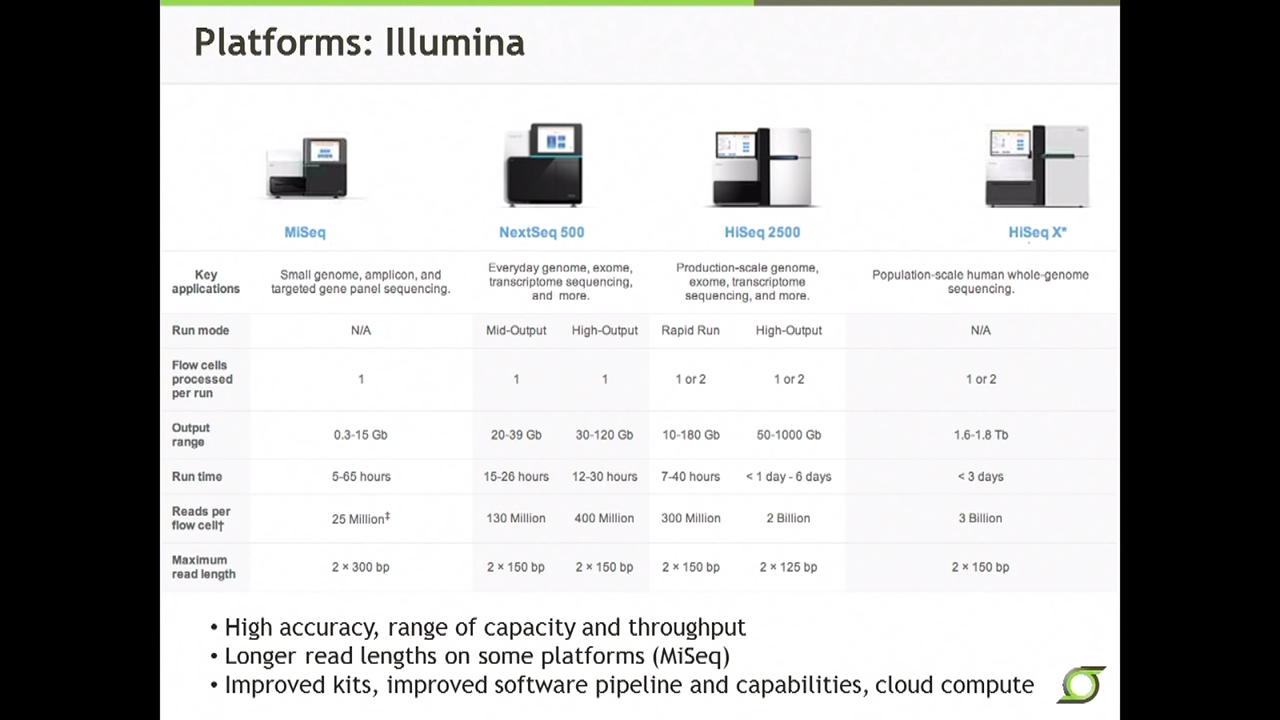 Platforms: Illumina
MiSeq
NextSeq 500
HiSeq 2500
HiSeq X*
Key
applications
Small genome, amplicon, and
targeted gene panel sequencing.
Everyday genome, exome,
transcriptome sequencing,
and more.
Production-scale genome,
exome, transcriptome
sequencing, and more.
Population-scale human whole-genome
sequencing.
Run mode
N/A
Mid-Output
High-Output
Rapid Run
High-Output
N/A
Flow cells
processed
per run
1
1
1
1 or 2
1 or 2
1 or 2
Output
range
0.3-15 Gb
20-39 Gb
30-120 Gb
10-180 Gb
50-1000 Gb
1.6-1.8 Tb
Run time
5-65 hours
15-26 hours
12-30 hours
7-40 hours
< 1 day - 6 days
< 3 days
Reads per
flow cell†
25 Million‡
130 Million
400 Million
300 Million
2 Billion
3 Billion
Maximum
read length
2 × 300 bp
2 × 150 bp
2 × 150 bp
2 × 150 bp
2 × 125 bp
2 × 150 bp
• High accuracy, range of capacity and throughput
• Longer read lengths on some platforms (MiSeq)
• Improved kits, improved software pipeline and capabilities, cloud compute